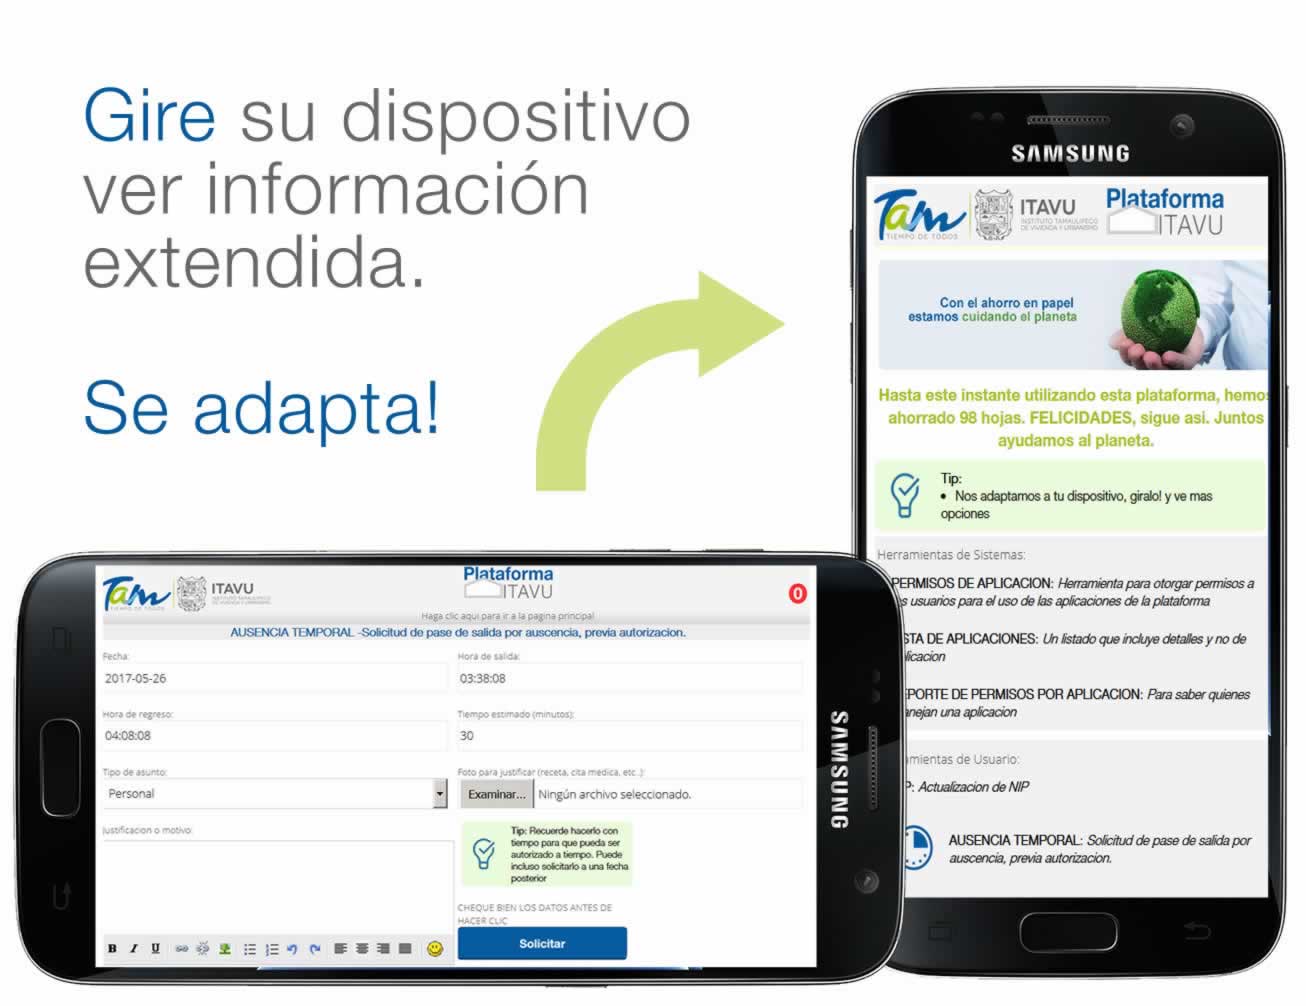 Gire su dispositivo
ver información
extendida.
Se adapta!
SAMSUNG
Tam
TIEMPO DE TODOS
ITAVU
INSTITUTO TAMAULIPECO
DE VIVIENDA Y URBANISMO
Plataforma
ITAVU
Con el ahorro en papel
estamos cuidando el planeta
Hasta este instante utilizando esta plataforma, hemos
ahorrado 98 hojas. FELICIDADES, sigue asi. Juntos
ayudamos al planeta.
Tip:
• Nos adaptamos a tu dispositivo, giralo! y ve mas
opciones
Herramientas de Sistemas:
PERMISOS DE APLICACION: Herramienta para otorgar permisos a
usuarios para el uso de las aplicaciones de la plataforma
STA DE APLICACIONES: Un listado que incluye detalles y no de
licacion
PORTE DE PERMISOS POR APLICACION: Para saber quienes
nejan una aplicacion
mientas de Usuario:
P: Actualizacion de NIP
AUSENCIA TEMPORAL: Solicitud de pase de salida por
auscencia, previa autorizacion.
Tam
TIEMPO DE TODOS
ITAVU
INSTITUTO TAMAULIPECO
DE VIVIENDA Y URBANISMO
Plataforma
ITAVU
0
Haga clic aqui para ir a la pagina principal
AUSENCIA TEMPORAL -Solicitud de pase de salida por auscencia, previa autorizacion.
Fecha:
2017-05-26
Hora de salida:
03:38:08
Hora de regreso:
04:08:08
Tiempo estimado (minutos):
30
Tipo de asunto:
Personal
Foto para justificar (receta, cita medica, etc..):
Examinar... Ningún archivo seleccionado.
Justificacion o motivo:
Tip: Recuerde hacerlo con
tiempo para que pueda ser
autorizado a tiempo. Puede
incluso solicitarlo a una fecha
posterior
CHEQUE BIEN LOS DATOS ANTES DE
HACER CLIC
Solicitar
B I U
SAMSUNG